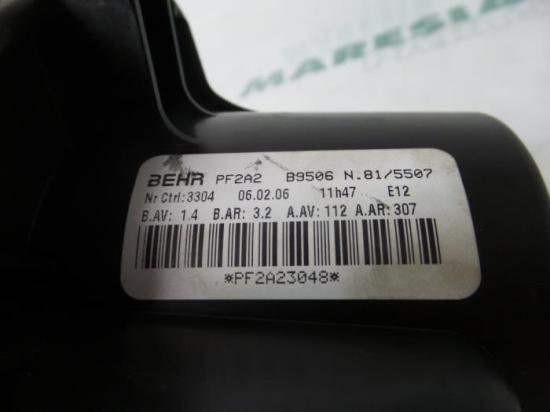 MARESIA
BEHR PF2A2 B9506 N.81/5507
Nr Ctrl:3304 06.02.06 11h47 E12
B.AV: 1.4 B.AR: 3.2 A.AV: 112 A.AR: 307
*PF2A23048*